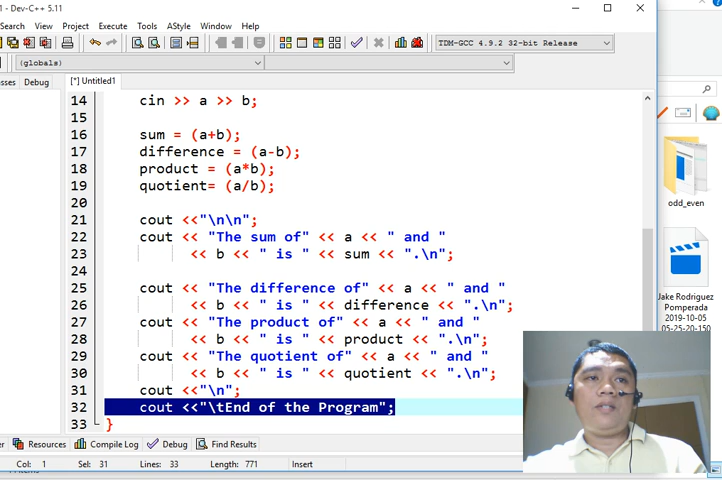 1 - Dev-C++ 5.11
Search View Project Execute Tools AStyle Window Help
TDM-GCC 4.9.2 32-bit Release
(globals)
sses Debug
[*] Untitled1
14 cin >> a >> b;
15
16 sum = (a+b);
17 difference = (a-b);
18 product = (a*b);
19 quotient= (a/b);
20
21 cout <<"\n\n";
22 cout << "The sum of" << a << " and "
23 << b << " is " << sum << ".\n";
24
25 cout << "The difference of" << a << " and "
26 << b << " is " << difference << ".\n";
27 cout << "The product of" << a << " and "
28 << b << " is " << product << ".\n";
29 cout << "The quotient of" << a << " and "
30 << b << " is " << quotient << ".\n";
31 cout <<"\n";
32 cout <<"\tEnd of the Program";
33 }
odd_even
Jake Rodriguez
Pomperada
2019-10-05
05-25-20-150
er Resources Compile Log Debug Find Results
Col: 1 Sel: 31 Lines: 33 Length: 771 Insert